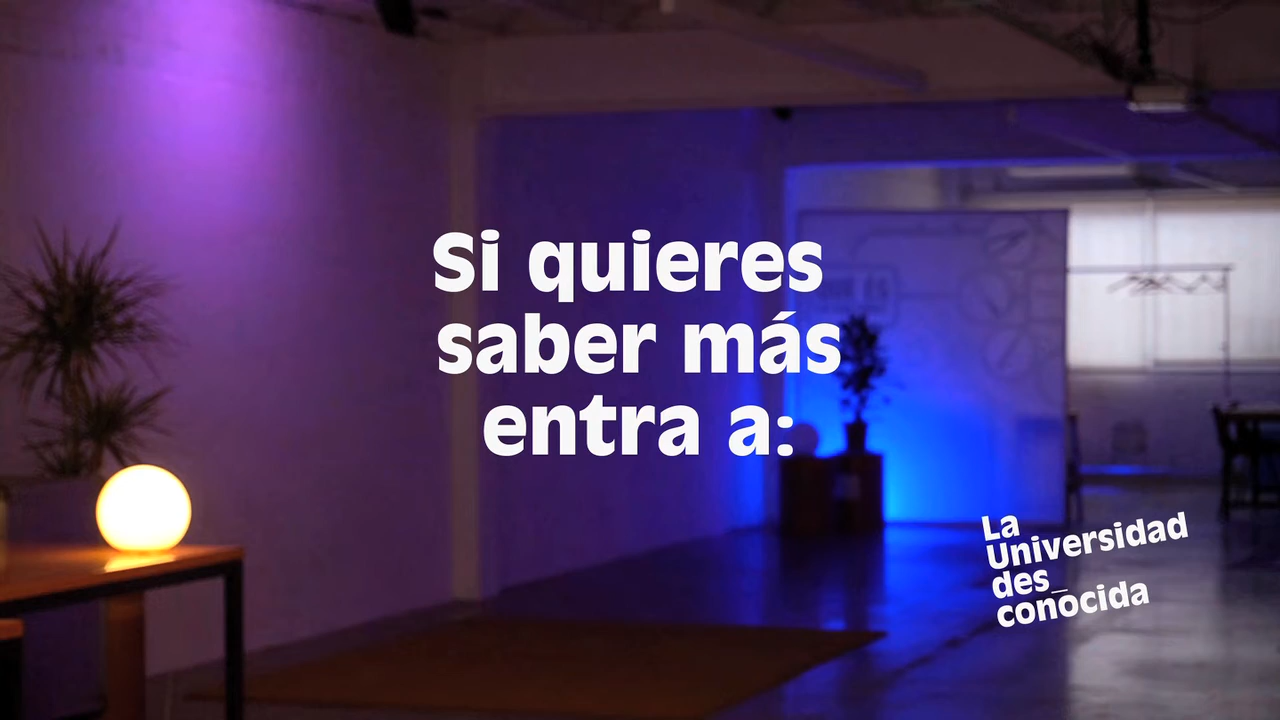 Si quieres
saber más
entra a:
La
Universidad
des_
conocida